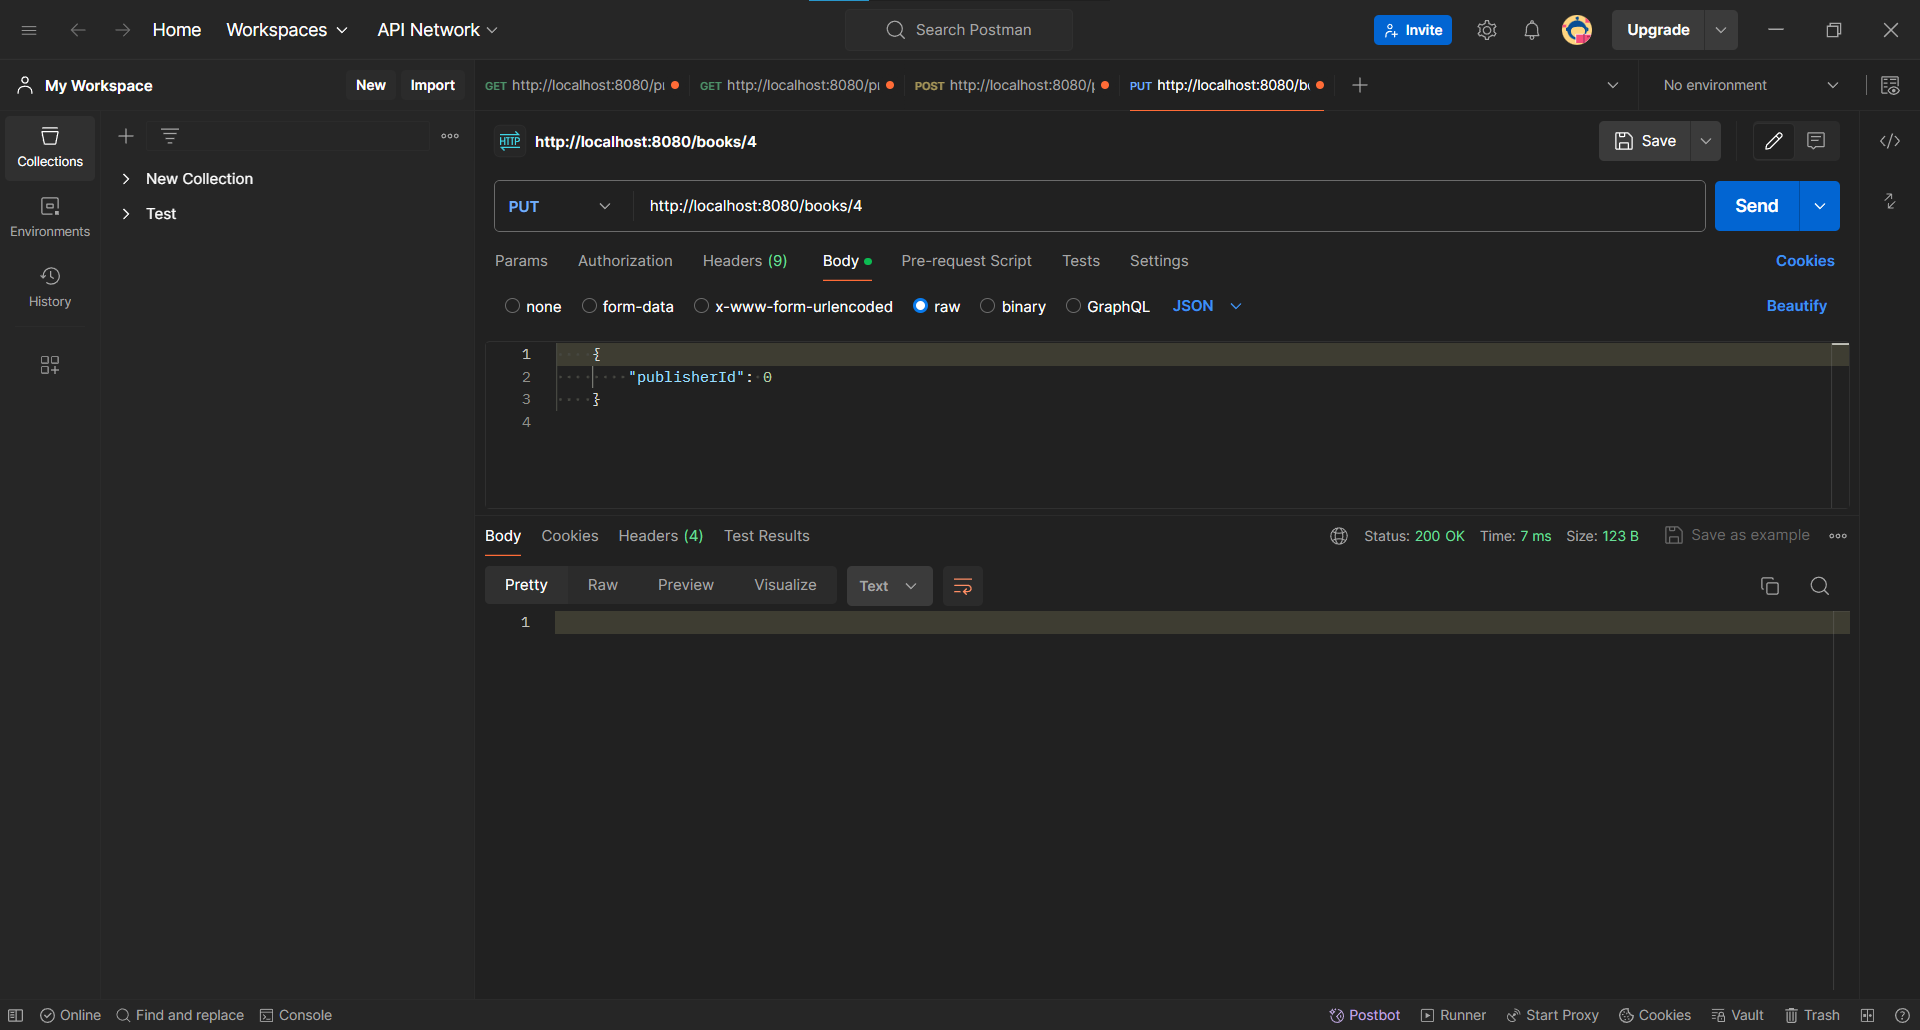 Home Workspaces API Network Search Postman Invite Upgrade
My Workspace New Import GET http://localhost:8080/pu GET http://localhost:8080/pu POST http://localhost:8080/p PUT http://localhost:8080/bo No environment
Collections
Environments
History
New Collection
Test
HTTP http://localhost:8080/books/4 Save
PUT http://localhost:8080/books/4 Send
Params Authorization Headers (9) Body Pre-request Script Tests Settings Cookies
none form-data x-www-form-urlencoded raw binary GraphQL JSON Beautify
1 {
2 "publisherId": 0
3 }
4
Body Cookies Headers (4) Test Results Status: 200 OK Time: 7 ms Size: 123 B Save as example
Pretty Raw Preview Visualize Text
1
Online Find and replace Console Postbot Runner Start Proxy Cookies Vault Trash